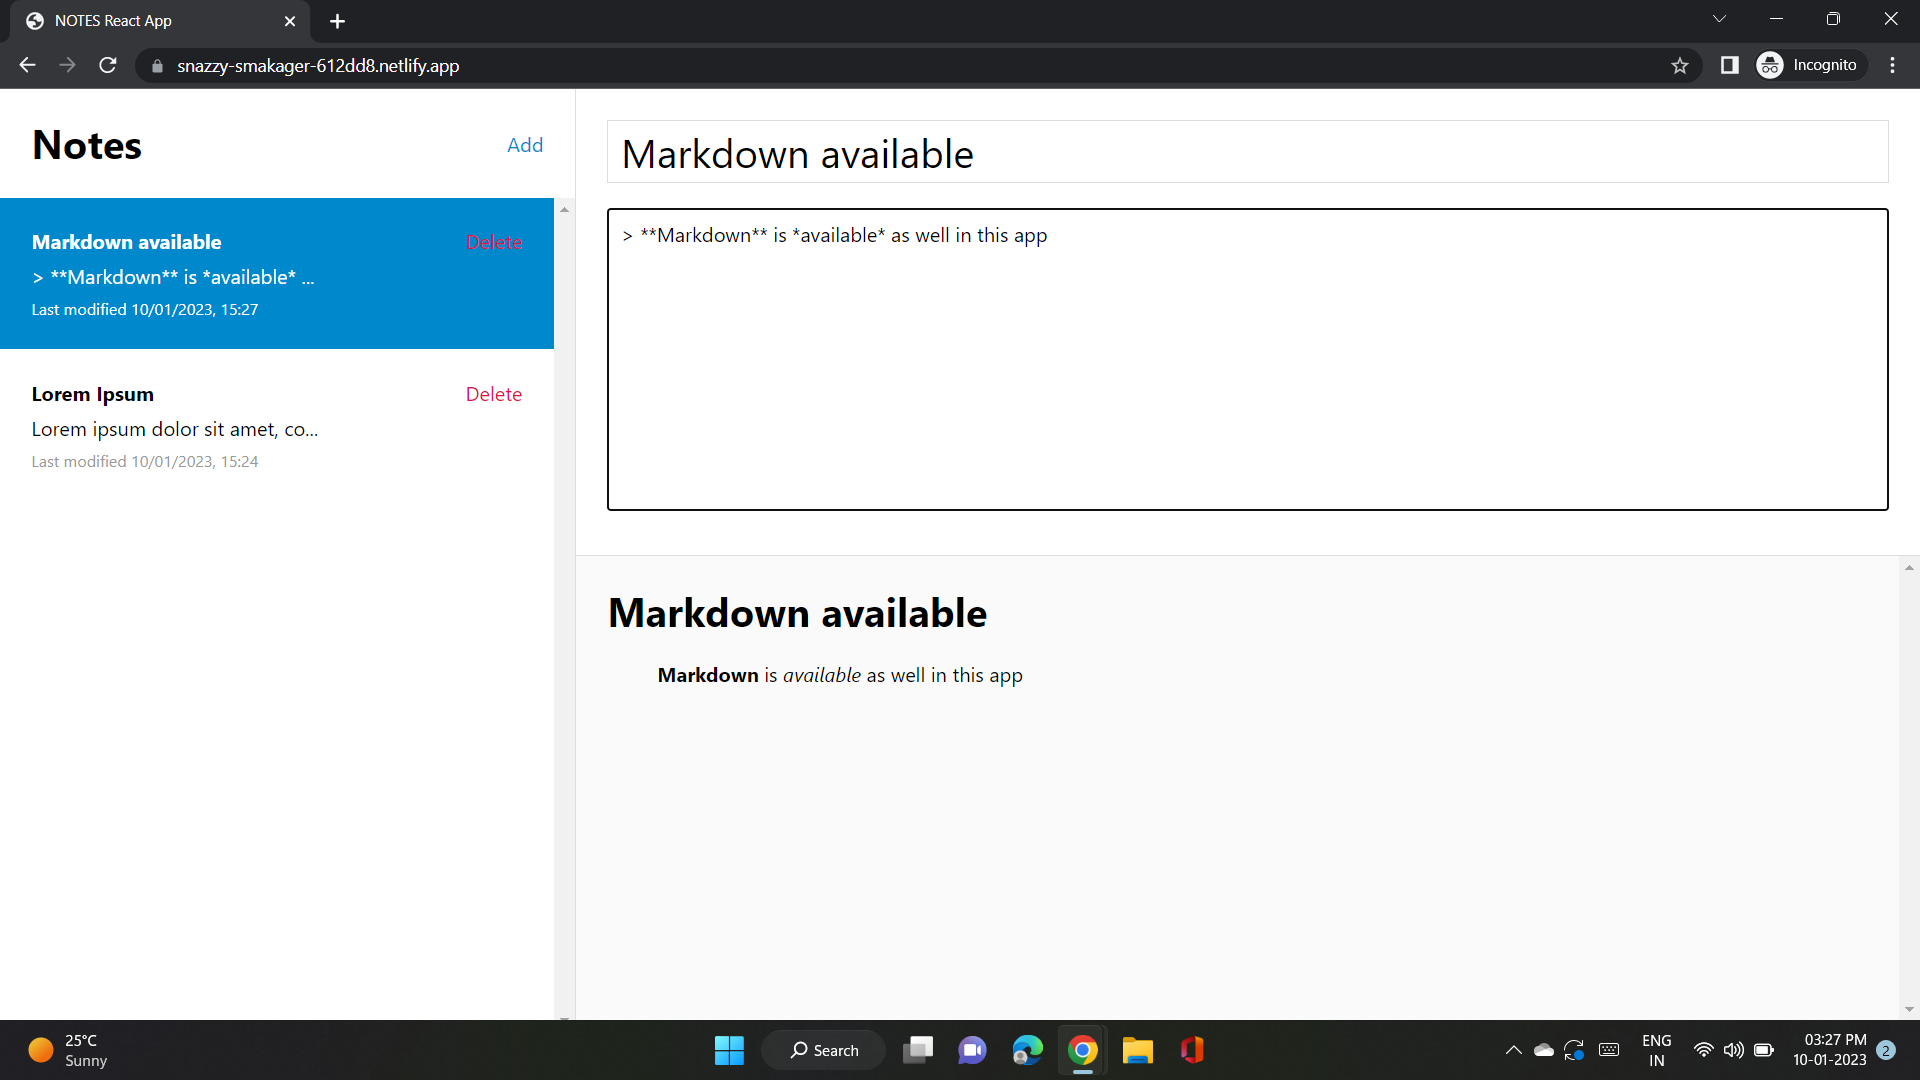 NOTES React App
snazzy-smakager-612dd8.netlify.app
Incognito
Notes
Add
Markdown available
Delete
> **Markdown** is *available* ...
Last modified 10/01/2023, 15:27
Lorem Ipsum
Delete
Lorem ipsum dolor sit amet, co...
Last modified 10/01/2023, 15:24
Markdown available
> **Markdown** is *available* as well in this app
Markdown available
Markdown is available as well in this app
25°C
Sunny
Search
ENG
IN
03:27 PM
10-01-2023
2